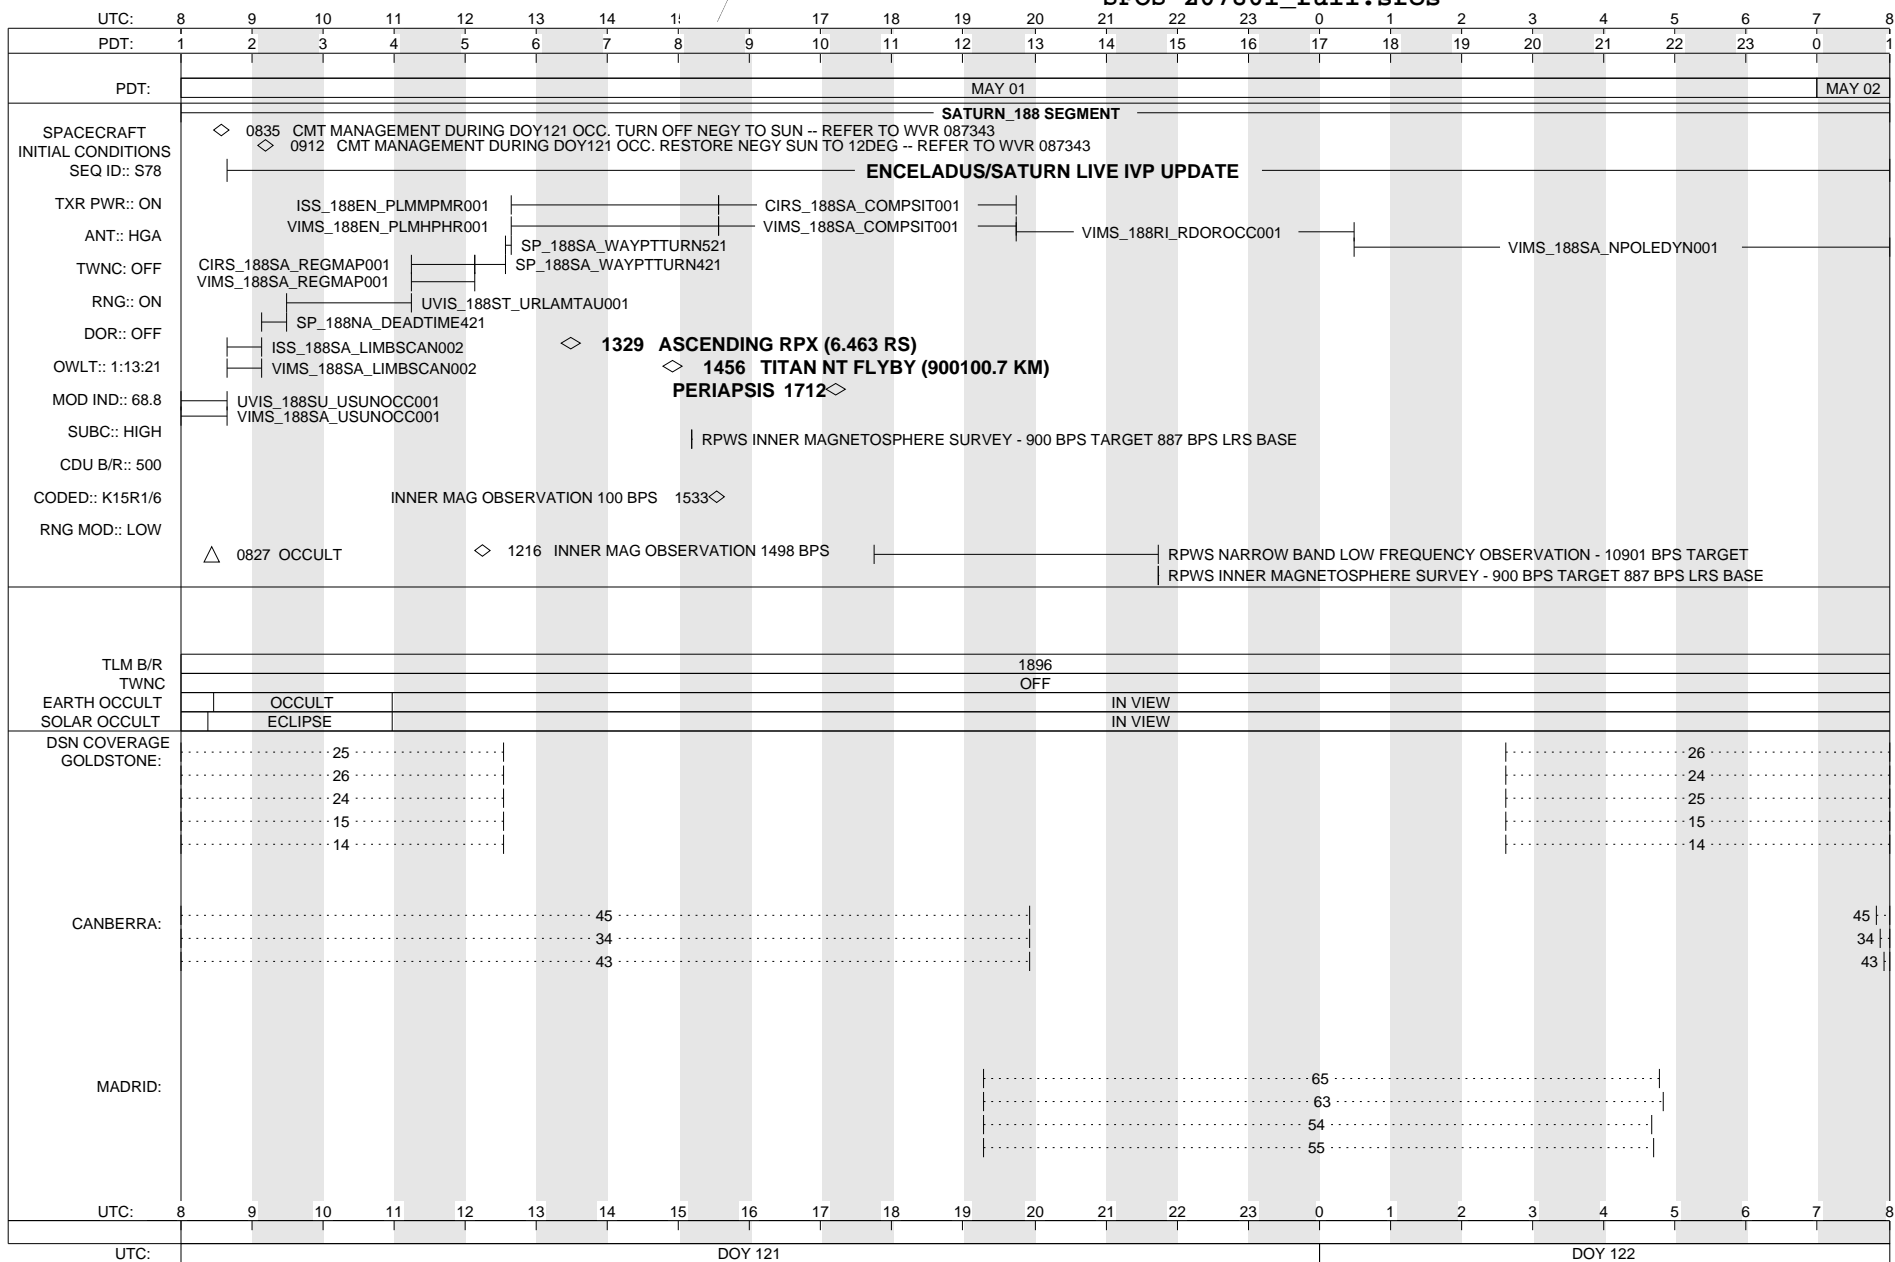 UTC: 8 9 10 11 12 13 14 17 18 19 20 21 22 23 0 1 2 3 4 5 6 7 8
PDT: 1 2 3 4 5 6 7 8 9 10 11 12 13 14 15 16 17 18 19 20 21 22 23 0 1
PDT: MAY 01 MAY 02
SATURN_188 SEGMENT
SPACECRAFT
INITIAL CONDITIONS
0835 CMT MANAGEMENT DURING DOY121 OCC. TURN OFF NEGY TO SUN -- REFER TO WVR 087343
0912 CMT MANAGEMENT DURING DOY121 OCC. RESTORE NEGY SUN TO 12DEG -- REFER TO WVR 087343
SEQ ID:: S78
ENCELADUS/SATURN LIVE IVP UPDATE
TXR PWR:: ON
ISS_188EN_PLMMPMR001 CIRS_188SA_COMPSIT001
VIMS_188EN_PLMHPHR001 VIMS_188SA_COMPSIT001
ANT:: HGA
VIMS_188RI_RDOROCC001
SP_188SA_WAYPTTURN521
VIMS_188SA_NPOLEDYN001
TWNC: OFF
CIRS_188SA_REGMAP001 SP_188SA_WAYPTTURN421
VIMS_188SA_REGMAP001
RNG:: ON
UVIS_188ST_URLAMTAU001
SP_188NA_DEADTIME421
DOR:: OFF
ISS_188SA_LIMBSCAN002
1329 ASCENDING RPX (6.463 RS)
OWLT:: 1:13:21
VIMS_188SA_LIMBSCAN002
1456 TITAN NT FLYBY (900100.7 KM)
PERIAPSIS 1712
MOD IND:: 68.8
UVIS_188SU_USUNOCC001
VIMS_188SA_USUNOCC001
SUBC:: HIGH
RPWS INNER MAGNETOSPHERE SURVEY - 900 BPS TARGET 887 BPS LRS BASE
CDU B/R:: 500
CODED:: K15R1/6
INNER MAG OBSERVATION 100 BPS 1533
RNG MOD:: LOW
0827 OCCULT
1216 INNER MAG OBSERVATION 1498 BPS
RPWS NARROW BAND LOW FREQUENCY OBSERVATION - 10901 BPS TARGET
RPWS INNER MAGNETOSPHERE SURVEY - 900 BPS TARGET 887 BPS LRS BASE
TLM B/R 1896
TWNC OFF
EARTH OCCULT OCCULT IN VIEW
SOLAR OCCULT ECLIPSE IN VIEW
DSN COVERAGE
GOLDSTONE:
25 26
26 24
24 25
15 15
14 14
CANBERRA:
45 45
34 34
43 43
MADRID:
65
63
54
55
UTC: 8 9 10 11 12 13 14 15 16 17 18 19 20 21 22 23 0 1 2 3 4 5 6 7 8
UTC: DOY 121 DOY 122